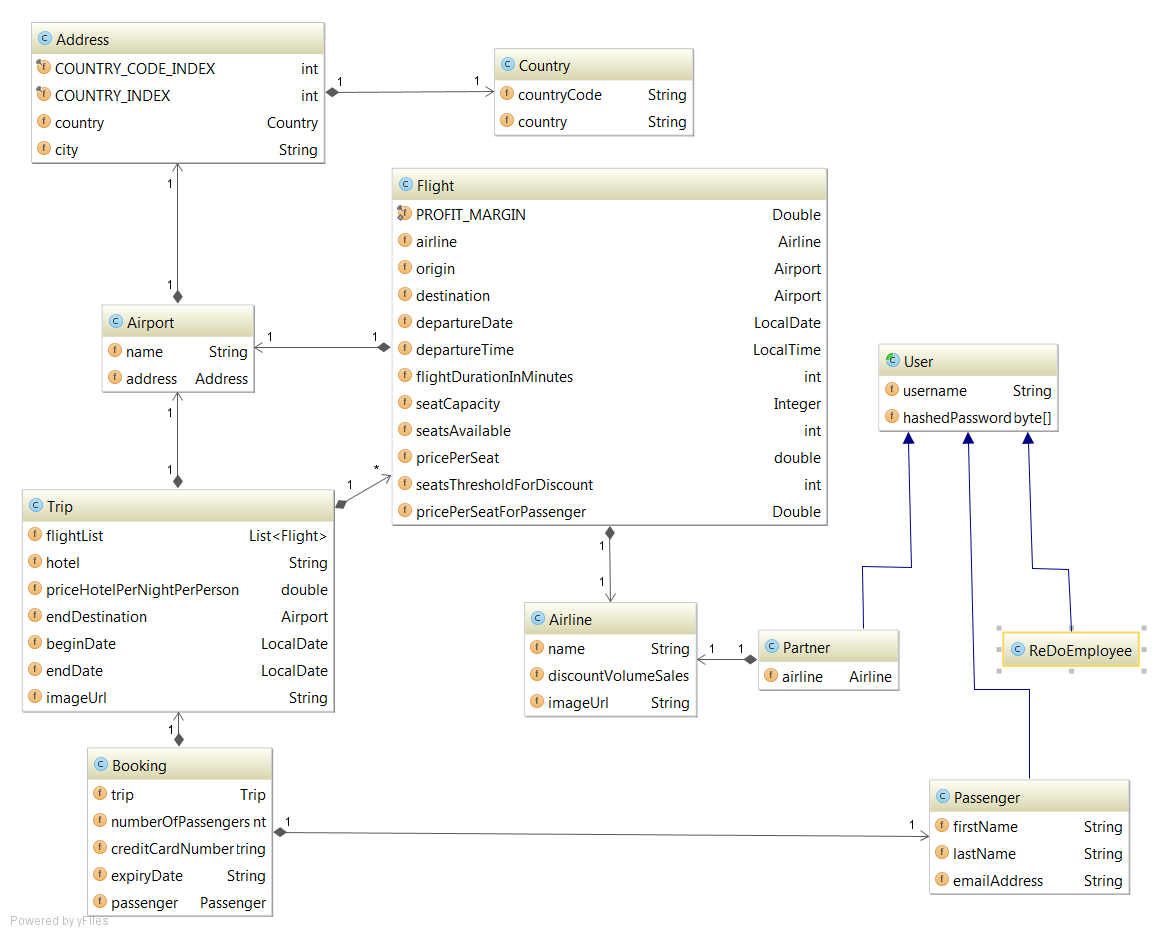 Address
COUNTRY_CODE_INDEX int
COUNTRY_INDEX int
country Country
city String
1 1
Country
countryCode String
country String
1
1
Flight
PROFIT_MARGIN Double
airline Airline
origin Airport
destination Airport
departureDate LocalDate
departureTime LocalTime
flightDurationInMinutes int
seatCapacity Integer
seatsAvailable int
pricePerSeat double
seatsThresholdForDiscount int
pricePerSeatForPassenger Double
Airport
name String
address Address
1 1
1
1
User
username String
hashedPassword byte[]
Trip
flightList List<Flight>
hotel String
priceHotelPerNightPerPerson double
endDestination Airport
beginDate LocalDate
endDate LocalDate
imageUrl String
1 *
1
1
Airline
name String
discountVolumeSales
imageUrl String
1 1
Partner
airline Airline
ReDoEmployee
1
Booking
trip Trip
numberOfPassengers nt
creditCardNumber tring
expiryDate String
passenger Passenger
1 1
Passenger
firstName String
lastName String
emailAddress String
Powered by yFiles